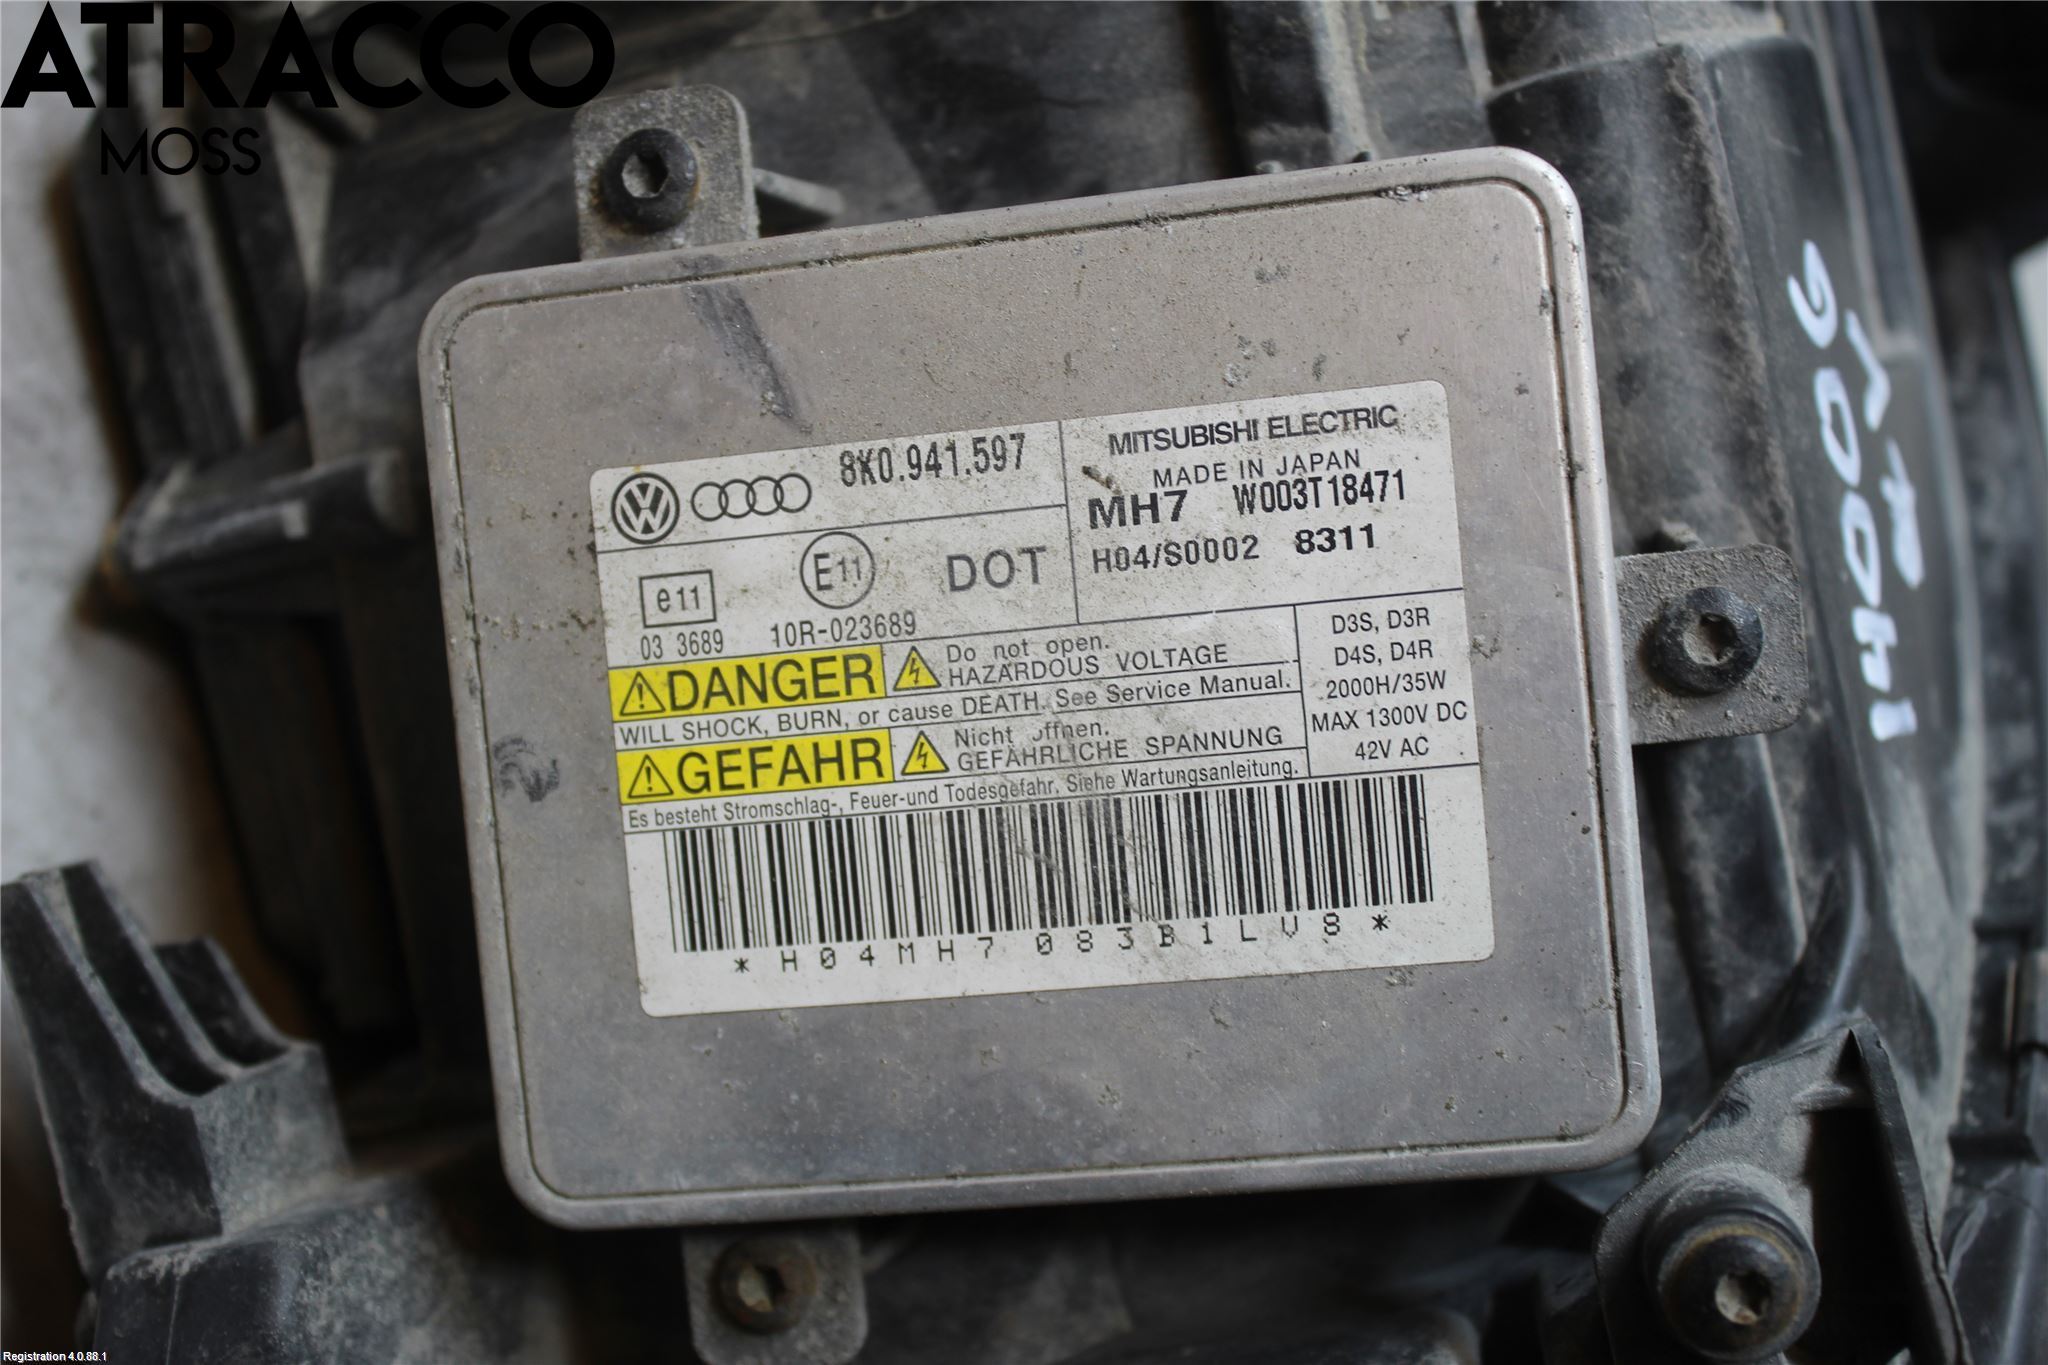 ATRACCO
MOSS
8K0.941.597
MITSUBISHI ELECTRIC
MADE IN JAPAN
MH7 W003T18471
H04/S0002 8311
e11
E11
DOT
03 3689 10R-023689
DANGER
Do not open.
HAZARDOUS VOLTAGE
WILL SHOCK, BURN, or cause DEATH. See Service Manual.
GEFAHR
Nicht öffnen.
GEFÄHRLICHE SPANNUNG
Es besteht Stromschlag-, Feuer-und Todesgefahr. Siehe Wartungsanleitung.
D3S, D3R
D4S, D4R
2000H/35W
MAX 1300V DC
42V AC
*H04MH7083B1LV8*
Registration 4.0.88.1